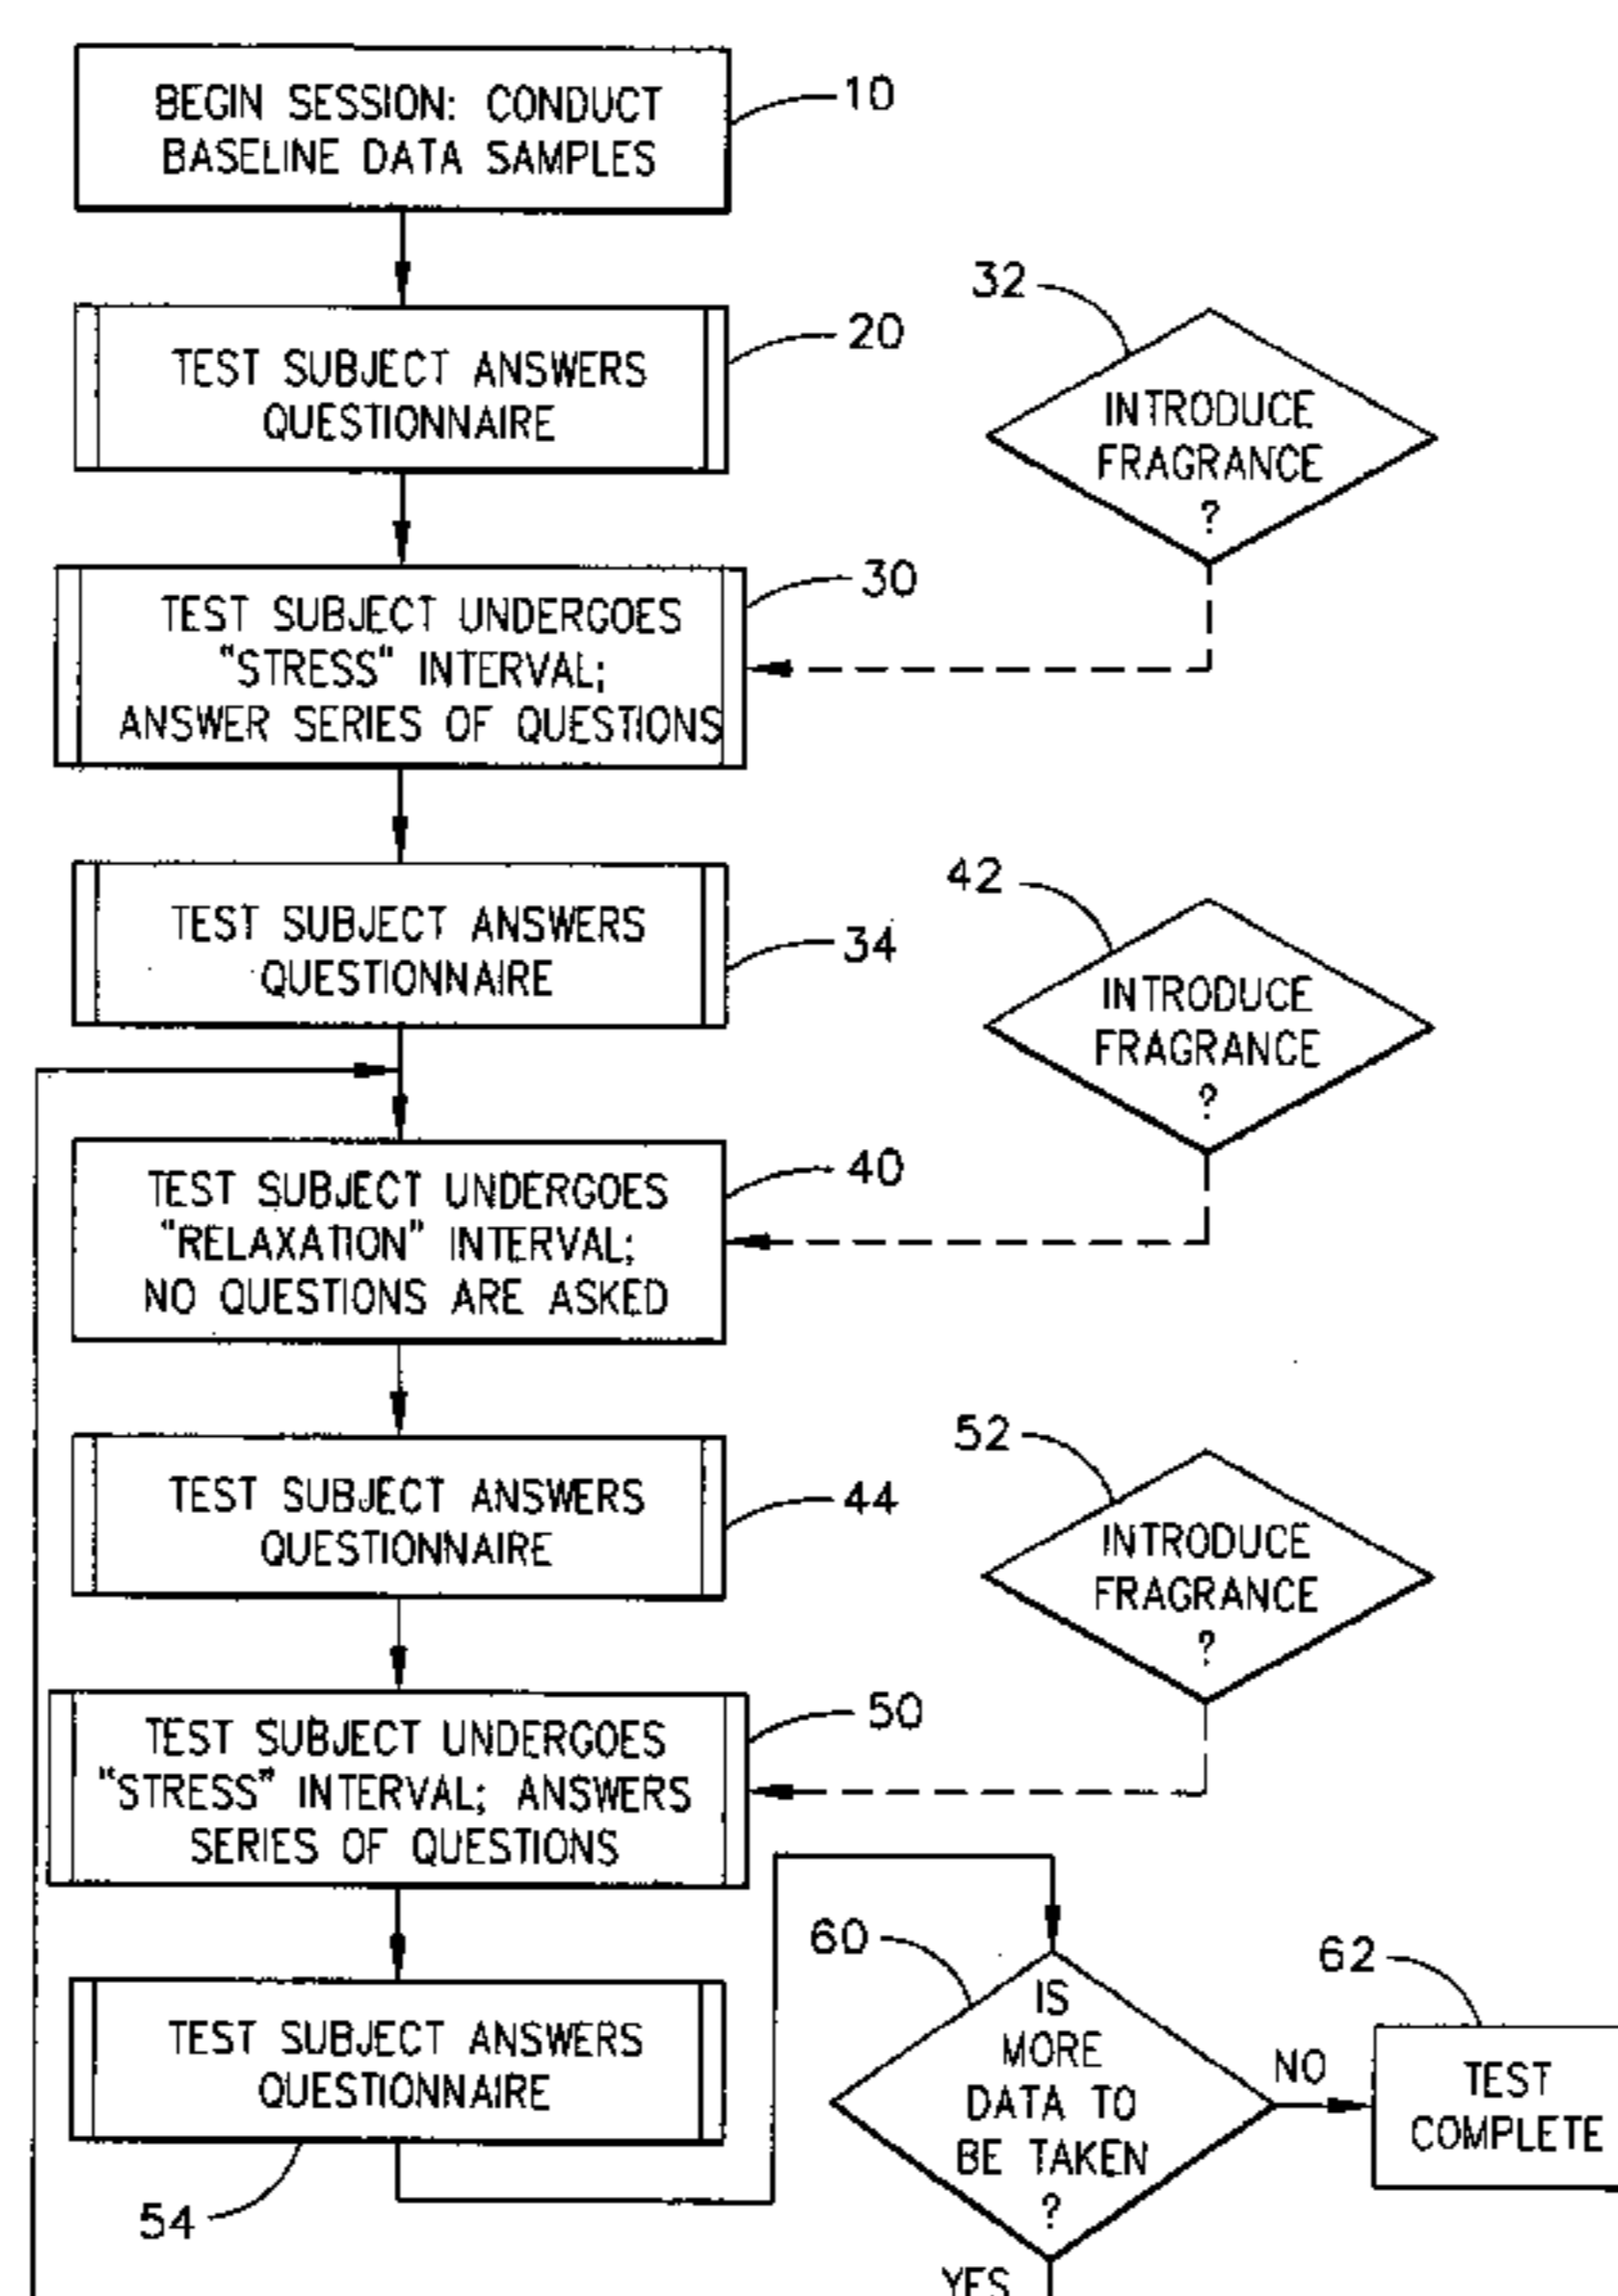 BEGIN SESSION: CONDUCT
BASELINE DATA SAMPLES
10
TEST SUBJECT ANSWERS
QUESTIONNAIRE
20
32
INTRODUCE
FRAGRANCE
?
TEST SUBJECT UNDERGOES
"STRESS" INTERVAL;
ANSWER SERIES OF QUESTIONS
30
TEST SUBJECT ANSWERS
QUESTIONNAIRE
34
42
INTRODUCE
FRAGRANCE
?
TEST SUBJECT UNDERGOES
"RELAXATION" INTERVAL;
NO QUESTIONS ARE ASKED
40
TEST SUBJECT ANSWERS
QUESTIONNAIRE
44
52
INTRODUCE
FRAGRANCE
?
TEST SUBJECT UNDERGOES
"STRESS" INTERVAL; ANSWERS
SERIES OF QUESTIONS
50
TEST SUBJECT ANSWERS
QUESTIONNAIRE
54
60
IS
MORE
DATA TO
BE TAKEN
?
NO
62
TEST
COMPLETE
YES